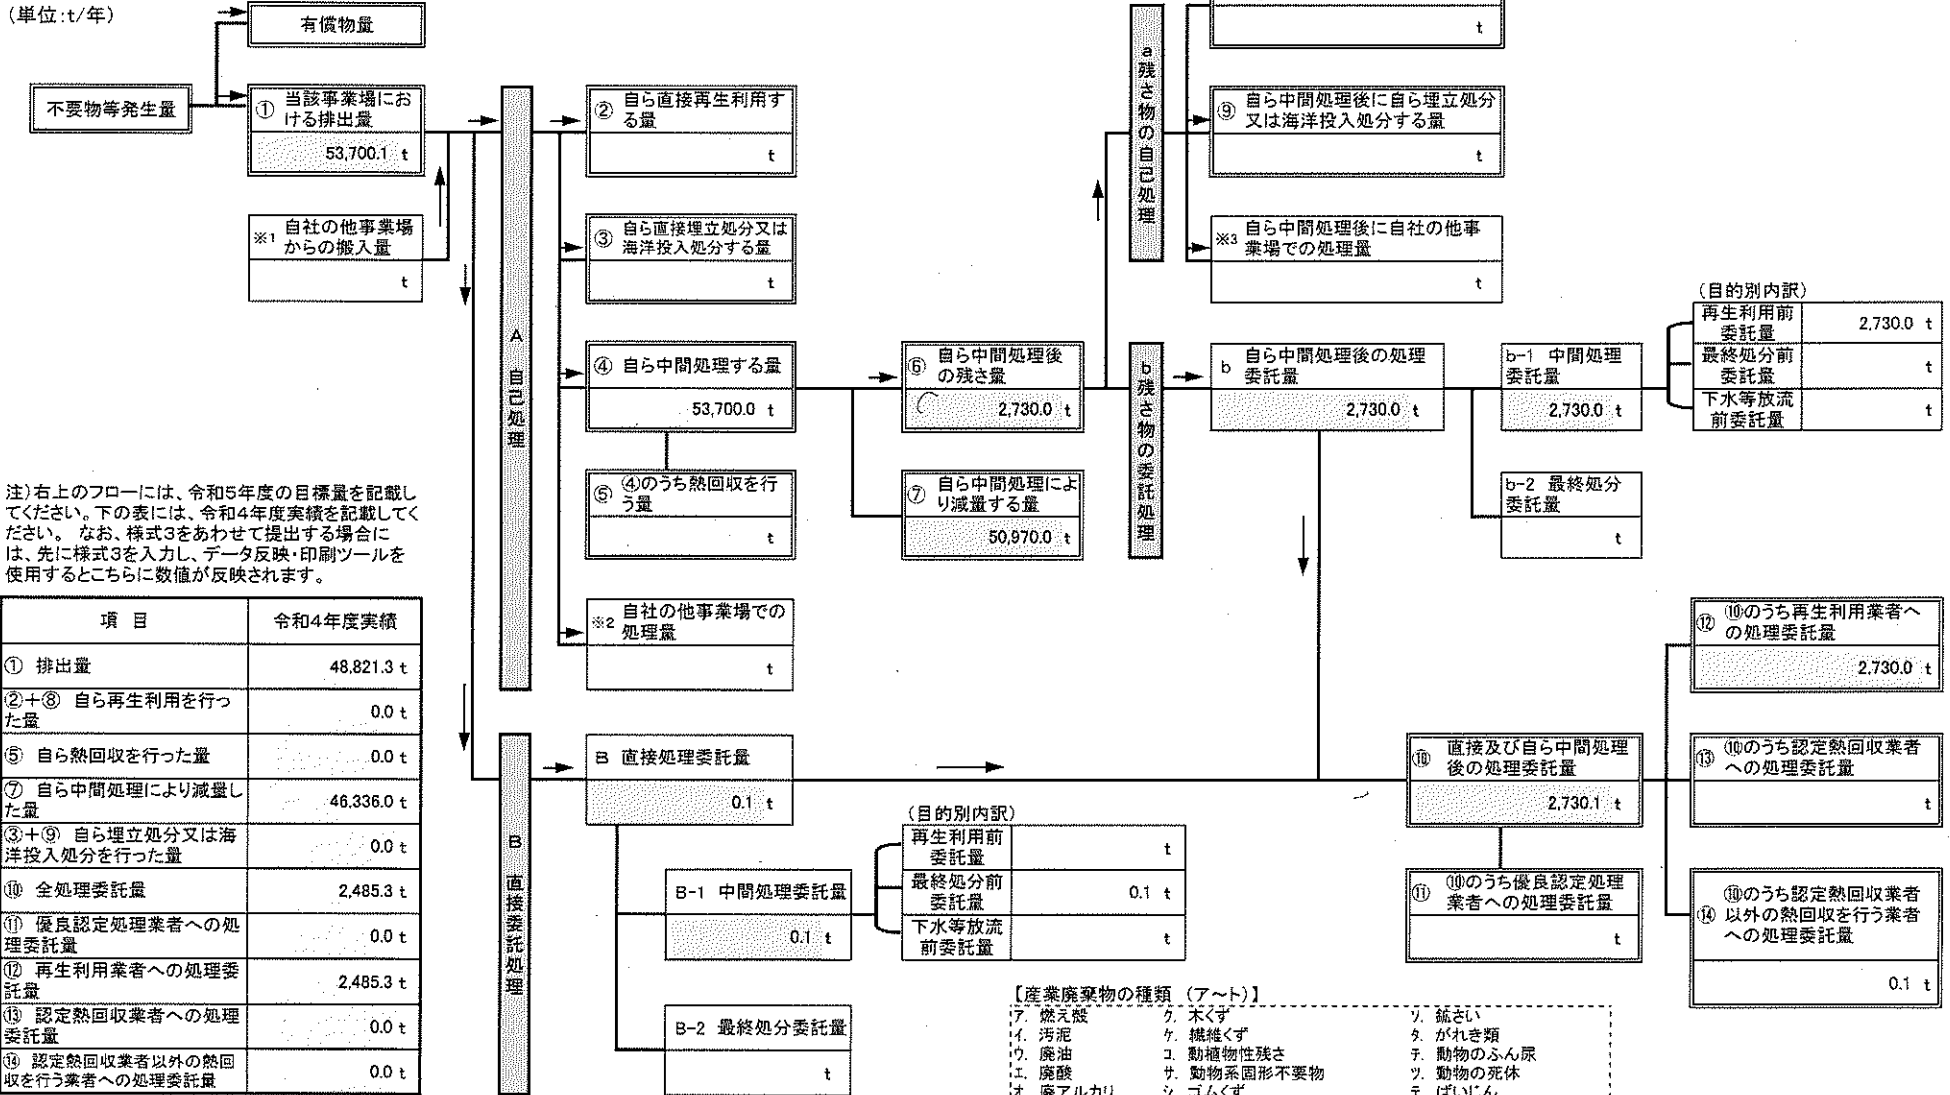 (単位:t/年)
有償物量
不要物等発生量
① 当該事業場にお
ける排出量
53,700.1 t
※1 自社の他事業場
からの搬入量
t
A 自己処理
② 自ら直接再生利用す
る量
t
③ 自ら直接埋立処分又は
海洋投入処分する量
t
④ 自ら中間処理する量
53,700.0 t
⑤ ④のうち熱回収を行
う量
t
※2 自社の他事業場での
処理量
t
⑥ 自ら中間処理後
の残さ量
2,730.0 t
⑦ 自ら中間処理によ
り減量する量
50,970.0 t
a 残さ物の自己処理
t
⑨ 自ら中間処理後に自ら埋立処分
又は海洋投入処分する量
t
※3 自ら中間処理後に自社の他事
業場での処理量
t
b 残さ物の委託処理
b 自ら中間処理後の処理
委託量
2,730.0 t
b-1 中間処理
委託量
2,730.0 t
(目的別内訳)
再生利用前
委託量
2,730.0 t
最終処分前
委託量
t
下水等放流
前委託量
t
b-2 最終処分
委託量
t
注)右上のフローには、令和5年度の目標量を記載し
てください。下の表には、令和4年度実績を記載してく
ださい。 なお、様式3をあわせて提出する場合に
は、先に様式3を入力し、データ反映・印刷ツールを
使用するとこちらに数値が反映されます。
項 目 令和4年度実績
① 排出量 48,821.3 t
②+⑧ 自ら再生利用を行っ
た量 0.0 t
⑤ 自ら熱回収を行った量 0.0 t
⑦ 自ら中間処理により減量し
た量 46,336.0 t
③+⑨ 自ら埋立処分又は海
洋投入処分を行った量 0.0 t
⑩ 全処理委託量 2,485.3 t
⑪ 優良認定処理業者への処
理委託量 0.0 t
⑫ 再生利用業者への処理委
託量 2,485.3 t
⑬ 認定熱回収業者への処理
委託量 0.0 t
⑭ 認定熱回収業者以外の熱回
収を行う業者への処理委託量 0.0 t
B 直接委託処理
B 直接処理委託量
0.1 t
B-1 中間処理委託量
0.1 t
(目的別内訳)
再生利用前
委託量
t
最終処分前
委託量
0.1 t
下水等放流
前委託量
t
B-2 最終処分委託量
t
⑩ 直接及び自ら中間処理
後の処理委託量
2,730.1 t
⑪ ⑩のうち優良認定処理
業者への処理委託量
t
⑫ ⑩のうち再生利用業者へ
の処理委託量
2,730.0 t
⑬ ⑩のうち認定熱回収業者
への処理委託量
t
⑭ ⑩のうち認定熱回収業者
以外の熱回収を行う業者
への処理委託量
0.1 t
【産業廃棄物の種類 (ア~ト)】
ア. 燃え殻 ク. 木くず ソ. 鉱さい
イ. 汚泥 ケ. 繊維くず タ. がれき類
ウ. 廃油 コ. 動植物性残さ チ. 動物のふん尿
エ. 廃酸 サ. 動物系固形不要物 ツ. 動物の死体
オ. 廃アルカリ シ. ゴムくず テ. ばいじん